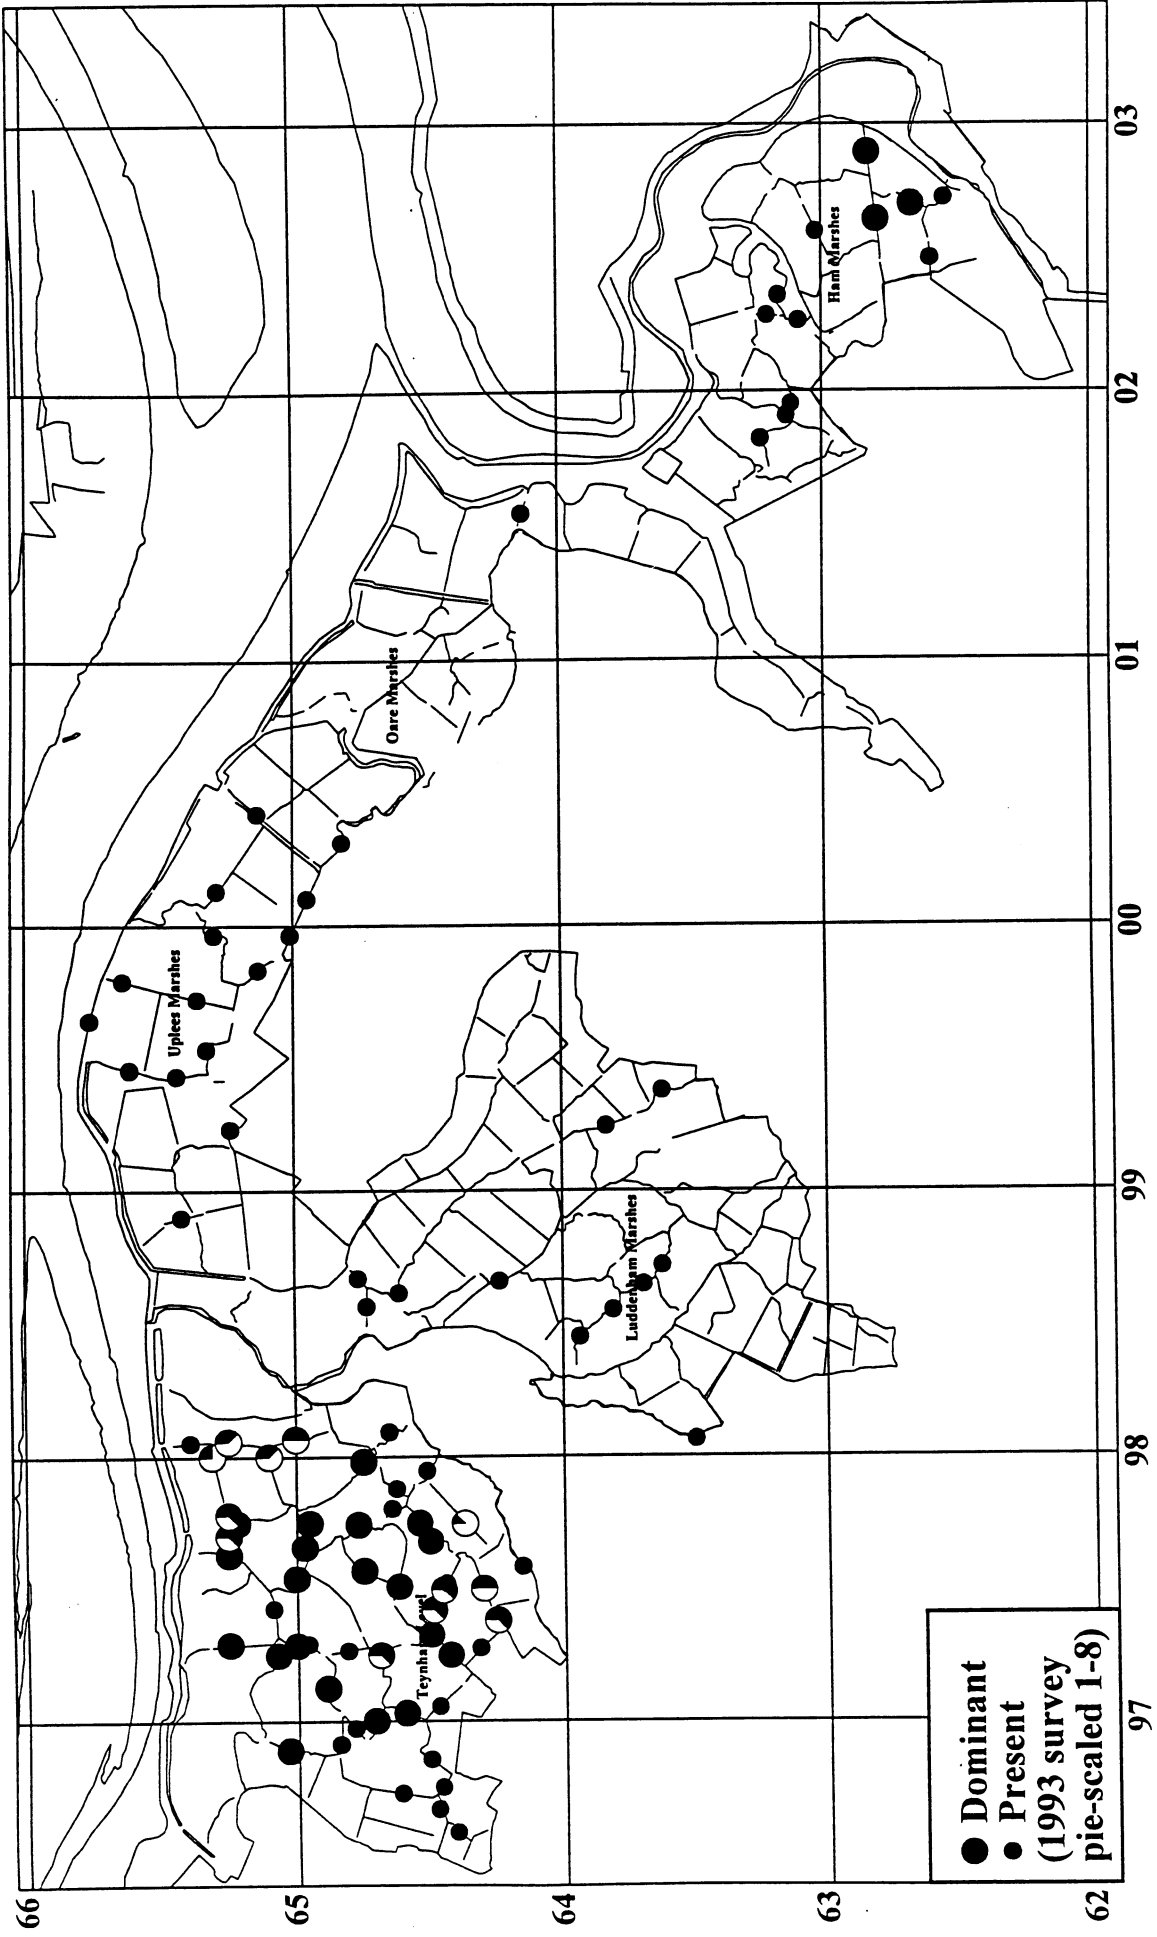 66
65
64
63
62
97
98
99
00
01
02
03
Teynham Level
Luddenham Marshes
Uplees Marshes
Oare Marshes
Ham Marshes
Dominant
Present
(1993 survey
pie-scaled 1-8)